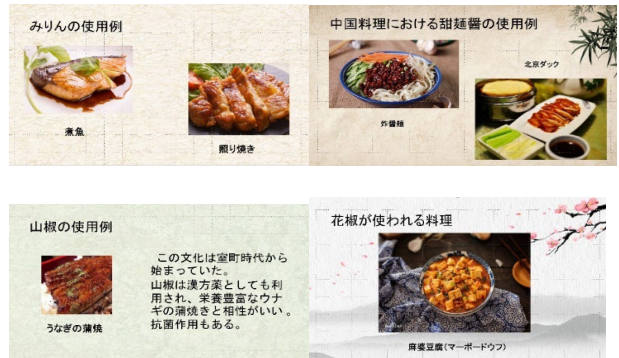 みりんの使用例
煮魚
照り焼き
中国料理における甜麺醤の使用例
北京ダック
炸醤麺
山椒の使用例
うなぎの蒲焼
この文化は室町時代から
始まっていた。
山椒は漢方薬としても利
用され、栄養豊富なウナ
ギの蒲焼きと相性がいい。
抗菌作用もある。
花椒が使われる料理
麻婆豆腐(マーボードウフ)